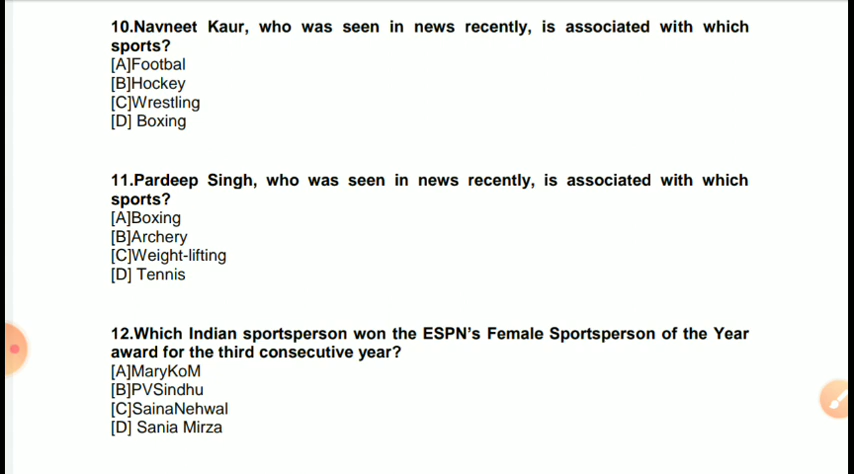 10.Navneet Kaur, who was seen in news recently, is associated with which
sports?
[A]Footbal
[B]Hockey
[C]Wrestling
[D] Boxing
11.Pardeep Singh, who was seen in news recently, is associated with which
sports?
[A]Boxing
[B]Archery
[C]Weight-lifting
[D] Tennis
12.Which Indian sportsperson won the ESPN’s Female Sportsperson of the Year
award for the third consecutive year?
[A]MaryKoM
[B]PVSindhu
[C]SainaNehwal
[D] Sania Mirza